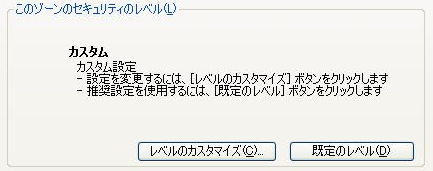 このゾーンのセキュリティのレベル(L)
カスタム
カスタム設定
- 設定を変更するには、[レベルのカスタマイズ] ボタンをクリックします
- 推奨設定を使用するには、[既定のレベル] ボタンをクリックします
レベルのカスタマイズ(C)... 既定のレベル(D)